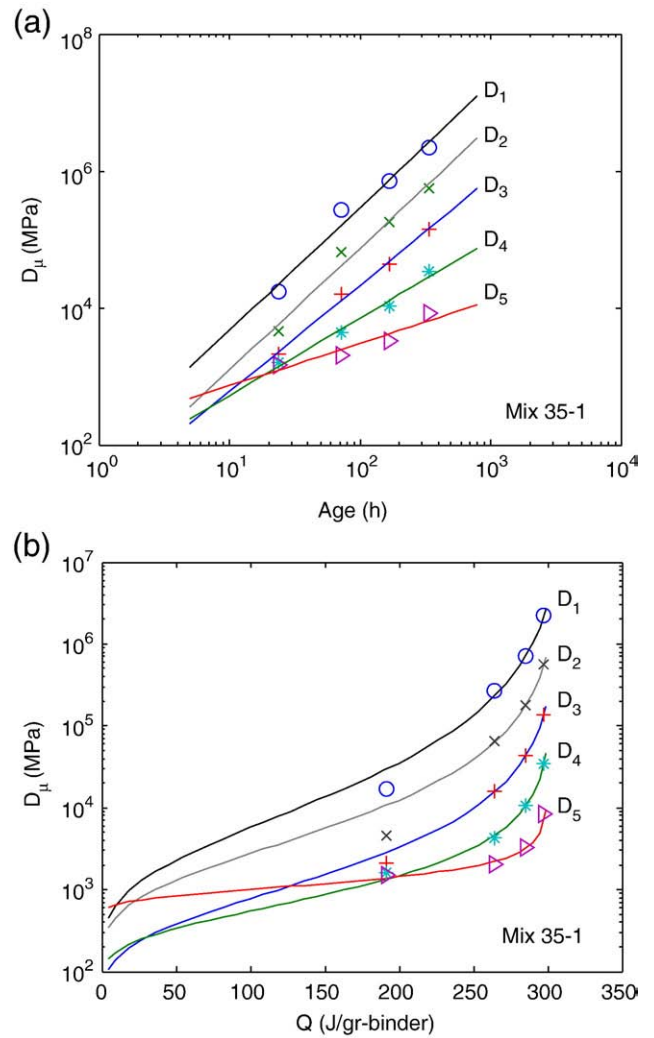 (a)
10^8
10^6
10^4
10^2
D_μ (MPa)
D_1
D_2
D_3
D_4
D_5
Mix 35-1
10^0 10^1 10^2 10^3 10^4
Age (h)
(b)
10^7
10^6
10^5
10^4
10^3
10^2
D_μ (MPa)
D_1
D_2
D_3
D_4
D_5
Mix 35-1
0 50 100 150 200 250 300 350
Q (J/gr-binder)